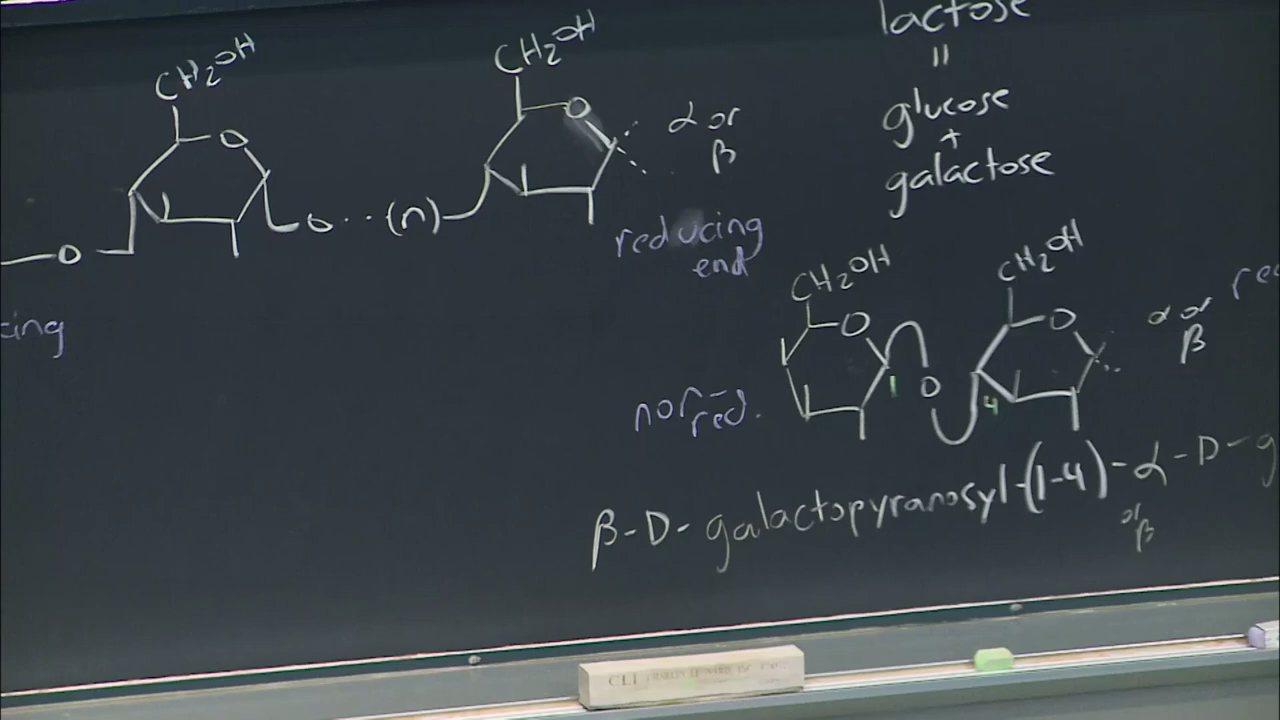 CH2OH
O
O
O
··(n)
CH2OH
O
α or
β
reducing
end
cing
lactose
=
glucose
+
galactose
CH2OH
O
1
O
CH2OH
O
4
α or
β
red
non-
red.
β-D-galactopyranosyl-(1-4)-α-D-g
or
β